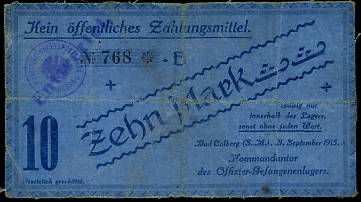 Kein öffentliches Zahlungsmittel.
№ 768 * - E
Zehn Mark
Gültig nur
innerhalb des Lagers,
sonst ohne jeden Wert.
10
Bad Colberg (S.M.), 3. September 1915.
Kommandantur
des Offizier-Gefangenenlagers.
Gesetzlich geschützt.